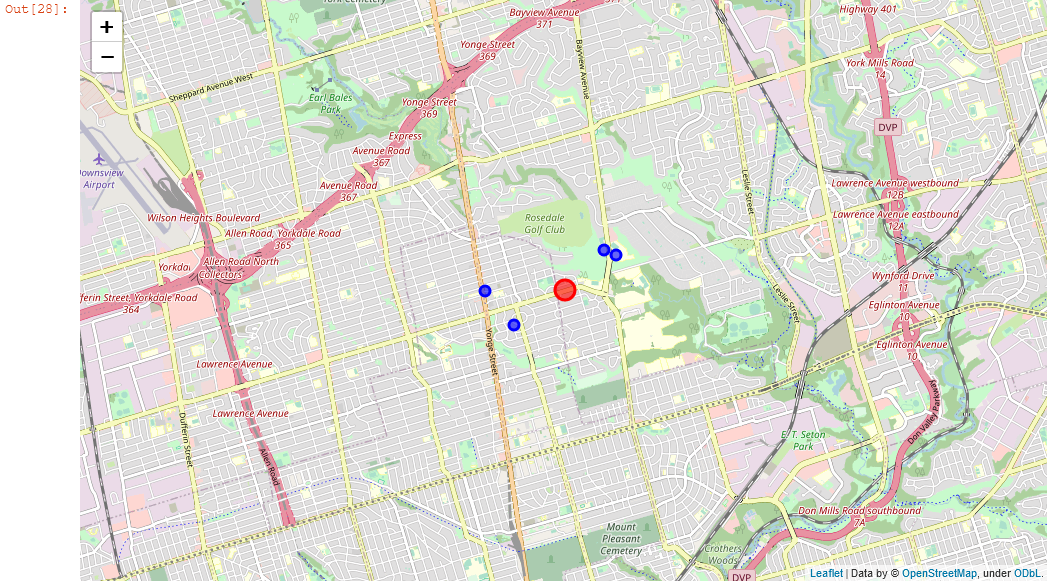 Out[28]:
+
−
York Cemetery
371
Highway 401
Bayview Avenue
371
Yonge Street
369
Bayview Avenue
York Mills Road
14
Sheppard Avenue West
Earl Bales
Park
Yonge Street
369
DVP
Express
Avenue Road
367
Downsview
Airport
Avenue Road
367
Leslie Street
Lawrence Avenue westbound
12B
Lawrence Avenue eastbound
12A
Wilson Heights Boulevard
Rosedale
Golf Club
Allen Road, Yorkdale Road
365
Yorkda
Allen Road North
Collectors
Wynford Drive
11
fferin Street, Yorkdale Road
364
Leslie Street
Eglinton Avenue
10
Yonge Street
Eglinton Avenue
10
Lawrence Avenue
Don Valley Parkway
Lawrence Avenue
Dufferin Street
E. T. Seton
Park
Allen Road
Don Mills Road southbound
7A
Mount
Pleasant
Cemetery
Crothers
Woods
DVP
Leaflet | Data by © OpenStreetMap, under ODbL.